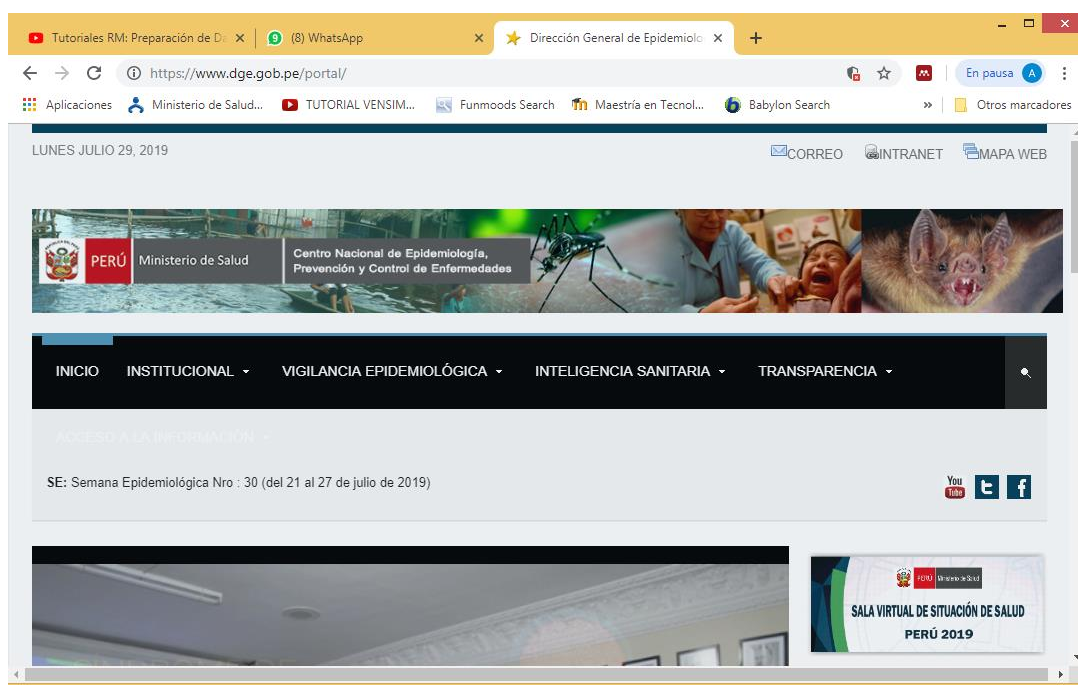 Tutoriales RM: Preparación de Da
(8) WhatsApp
Dirección General de Epidemiolo
https://www.dge.gob.pe/portal/
En pausa A
Aplicaciones
Ministerio de Salud...
TUTORIAL VENSIM...
Funmoods Search
Maestría en Tecnol...
Babylon Search
»
Otros marcadores
LUNES JULIO 29, 2019
CORREO
INTRANET
MAPA WEB
PERÚ
Ministerio de Salud
Centro Nacional de Epidemiología,
Prevención y Control de Enfermedades
INICIO
INSTITUCIONAL
VIGILANCIA EPIDEMIOLÓGICA
INTELIGENCIA SANITARIA
TRANSPARENCIA
ACCESO A LA INFORMACIÓN
SE: Semana Epidemiológica Nro : 30 (del 21 al 27 de julio de 2019)
You
Tube
PERÚ Ministerio de Salud
SALA VIRTUAL DE SITUACIÓN DE SALUD
PERÚ 2019